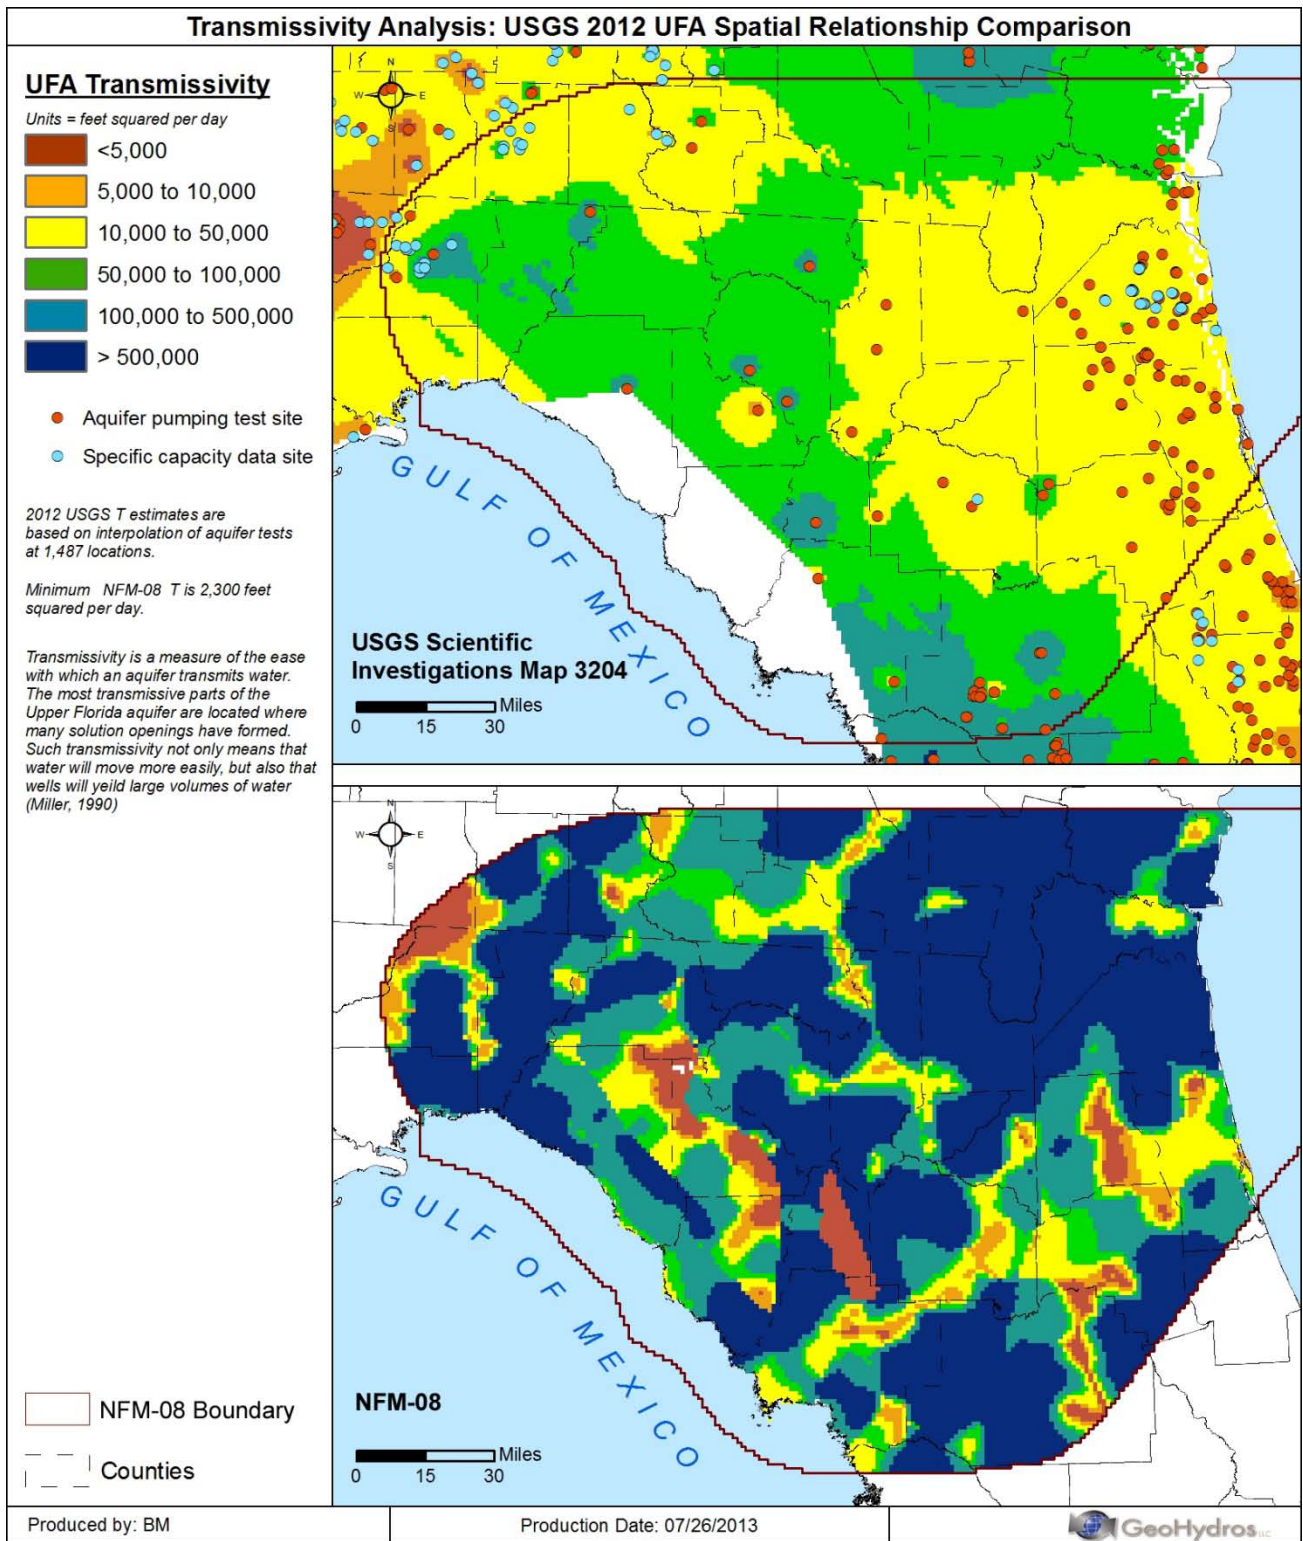 Transmissivity Analysis: USGS 2012 UFA Spatial Relationship Comparison
UFA Transmissivity
Units = feet squared per day
<5,000
5,000 to 10,000
10,000 to 50,000
50,000 to 100,000
100,000 to 500,000
> 500,000
Aquifer pumping test site
Specific capacity data site
2012 USGS T estimates are
based on interpolation of aquifer tests
at 1,487 locations.
Minimum NFM-08 T is 2,300 feet
squared per day.
Transmissivity is a measure of the ease
with which an aquifer transmits water.
The most transmissive parts of the
Upper Florida aquifer are located where
many solution openings have formed.
Such transmissivity not only means that
water will move more easily, but also that
wells will yeild large volumes of water
(Miller, 1990)
NFM-08 Boundary
Counties
N
W E
S
GULF OF MEXICO
USGS Scientific
Investigations Map 3204
Miles
0 15 30
N
W E
S
GULF OF MEXICO
NFM-08
Miles
0 15 30
Produced by: BM
Production Date: 07/26/2013
GeoHydros LLC